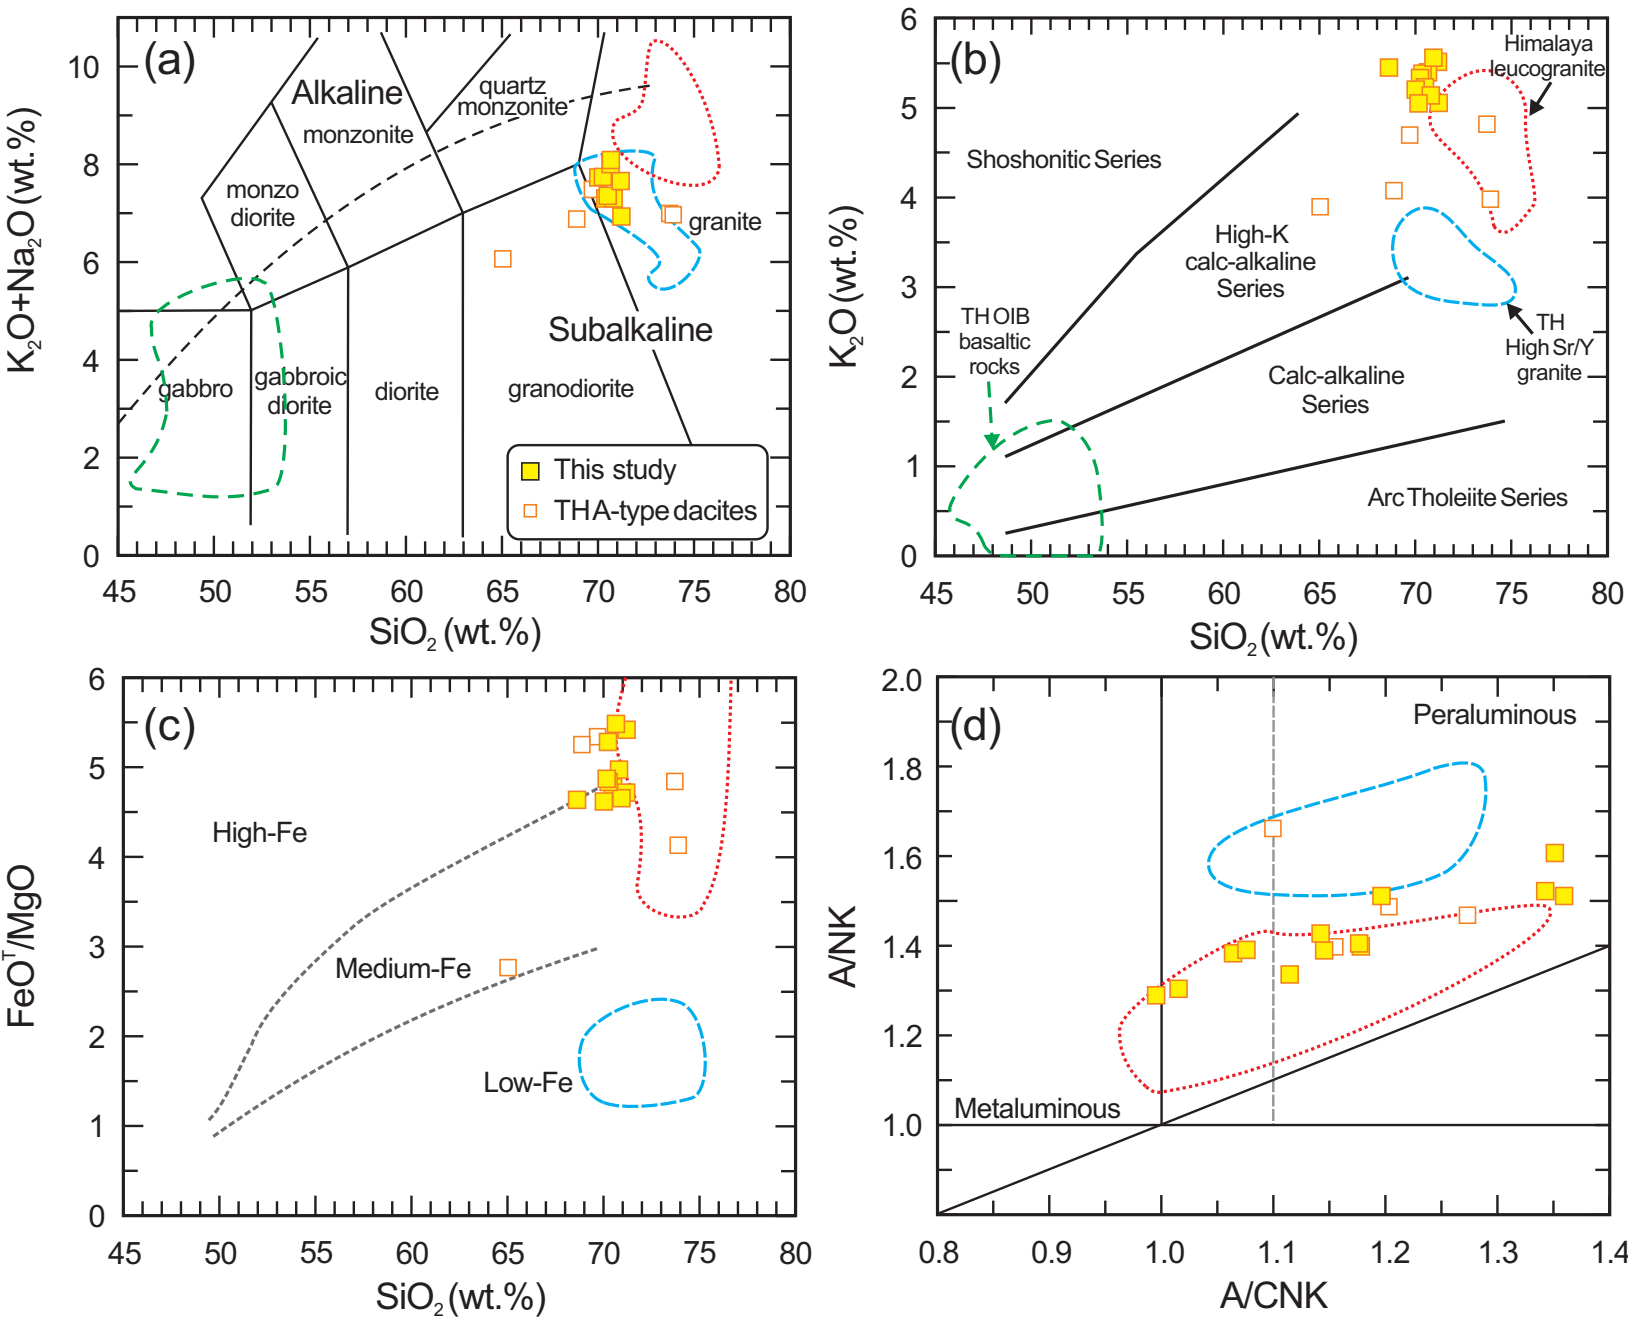 (a)
10
8
6
4
2
0
45
50
55
60
65
70
75
80
K₂O+Na₂O (wt.%)
SiO₂ (wt.%)
Alkaline
monzonite
quartz
monzonite
monzo
diorite
granite
Subalkaline
gabbro
gabbroic
diorite
diorite
granodiorite
This study
TH A-type dacites
(b)
6
5
4
3
2
1
0
45
50
55
60
65
70
75
80
K₂O (wt.%)
SiO₂ (wt.%)
Himalaya
leucogranite
Shoshonitic Series
High-K
calc-alkaline
Series
TH OIB
basaltic
rocks
TH
High Sr/Y
granite
Calc-alkaline
Series
Arc Tholeiite Series
(c)
6
5
4
3
2
1
0
45
50
55
60
65
70
75
80
FeOᵀ/MgO
SiO₂ (wt.%)
High-Fe
Medium-Fe
Low-Fe
(d)
2.0
1.8
1.6
1.4
1.2
1.0
0.8
0.9
1.0
1.1
1.2
1.3
1.4
A/NK
A/CNK
Peraluminous
Metaluminous